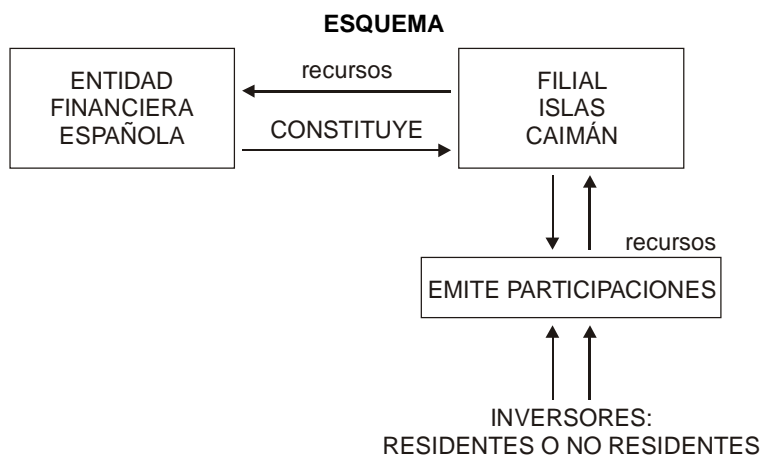 ESQUEMA
ENTIDAD
FINANCIERA
ESPAÑOLA
recursos
CONSTITUYE
FILIAL
ISLAS
CAIMÁN
recursos
EMITE PARTICIPACIONES
INVERSORES:
RESIDENTES O NO RESIDENTES